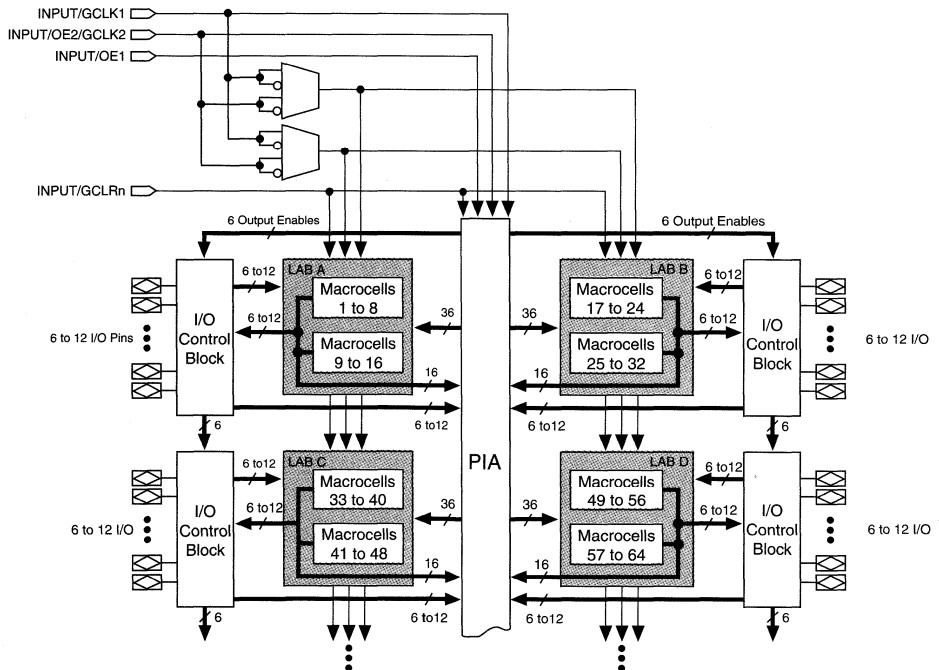 INPUT/GCLK1
INPUT/OE2/GCLK2
INPUT/OE1
INPUT/GCLRn
6 Output Enables
6 Output Enables
LAB A
LAB B
6 to12
6 to12
Macrocells
1 to 8
Macrocells
17 to 24
I/O
Control
Block
I/O
Control
Block
6 to12
36
36
6 to12
6 to 12 I/O Pins
6 to 12 I/O
Macrocells
9 to 16
Macrocells
25 to 32
16
16
6 to12
6 to12
6
6
PIA
LAB C
LAB D
6 to12
6 to12
Macrocells
33 to 40
Macrocells
49 to 56
I/O
Control
Block
I/O
Control
Block
6 to12
36
36
6 to12
6 to 12 I/O
6 to 12 I/O
Macrocells
41 to 48
Macrocells
57 to 64
16
16
6 to12
6 to12
6
6